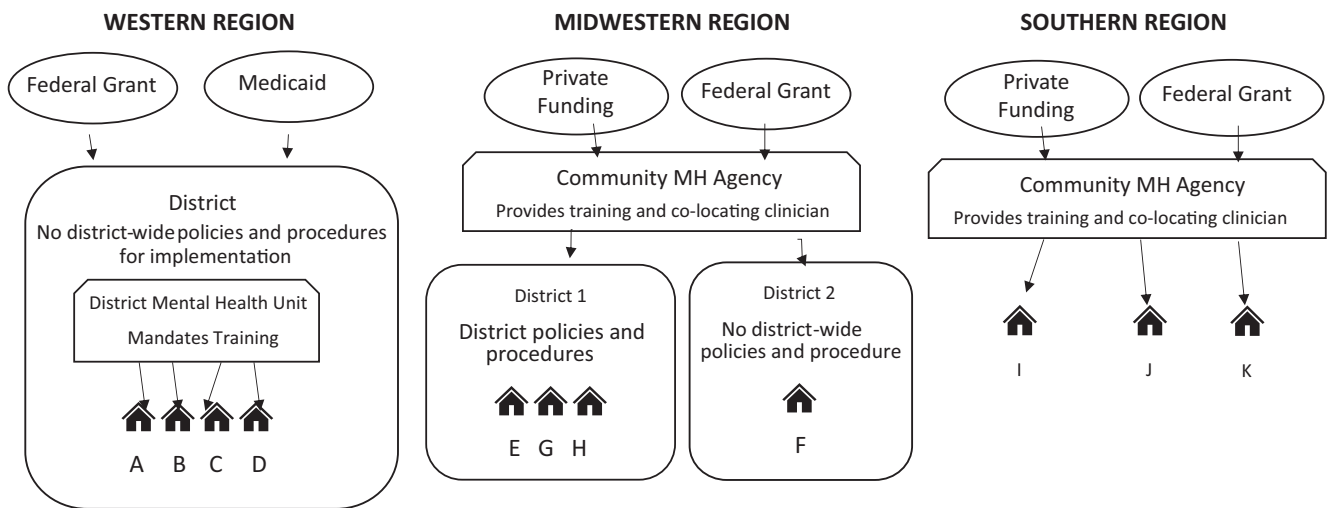 WESTERN REGION
Federal Grant
Medicaid
District
No district-wide policies and procedures
for implementation
District Mental Health Unit
Mandates Training
A B C D
MIDWESTERN REGION
Private
Funding
Federal Grant
Community MH Agency
Provides training and co-locating clinician
District 1
District policies and
procedures
E G H
District 2
No district-wide
policies and procedure
F
SOUTHERN REGION
Private
Funding
Federal Grant
Community MH Agency
Provides training and co-locating clinician
I J K